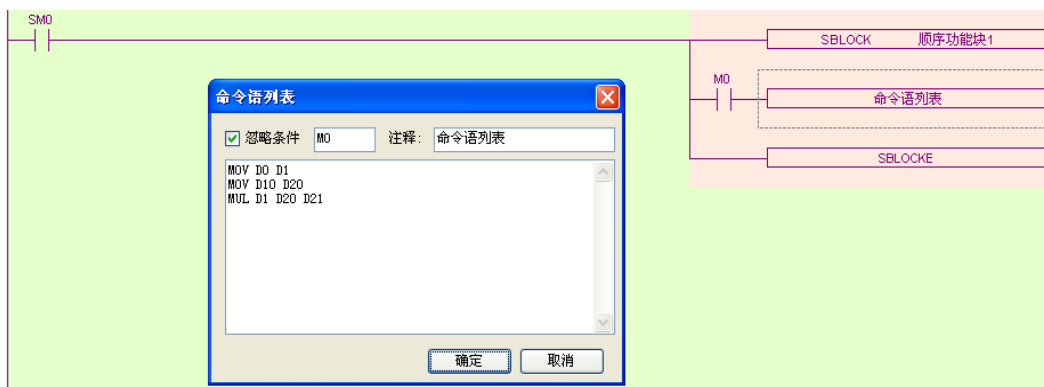 SM0
SBLOCK 顺序功能块1
M0
命令语列表
SBLOCKE
命令语列表
忽略条件 M0 注释: 命令语列表
MOV D0 D1
MOV D10 D20
MUL D1 D20 D21
确定 取消